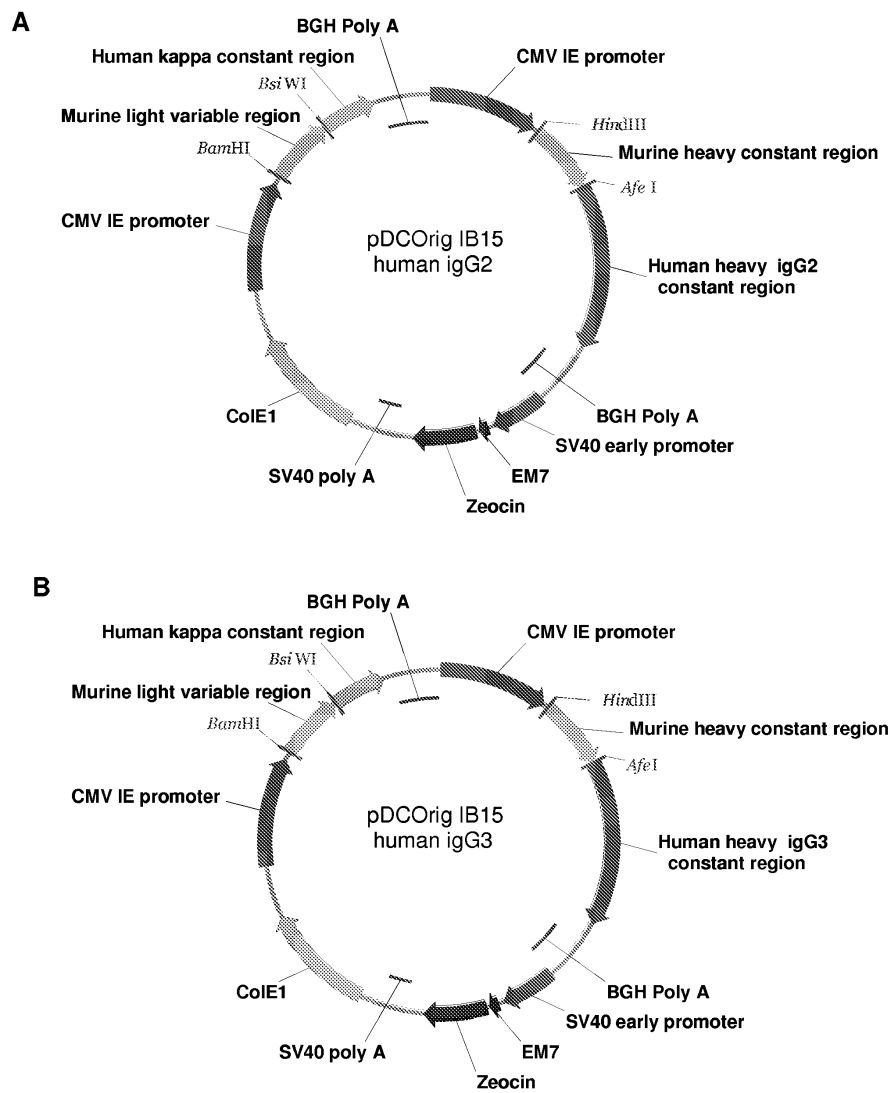 A
BGH Poly A
Human kappa constant region
CMV IE promoter
BsiWI
HindIII
Murine light variable region
Murine heavy constant region
BamHI
Afe I
CMV IE promoter
pDCOrig IB15
human igG2
Human heavy igG2
constant region
ColE1
BGH Poly A
SV40 early promoter
SV40 poly A
EM7
Zeocin
B
BGH Poly A
Human kappa constant region
CMV IE promoter
BsiWI
Murine light variable region
HindIII
BamHI
Murine heavy constant region
AfeI
CMV IE promoter
pDCOrig IB15
human igG3
Human heavy igG3
constant region
ColE1
BGH Poly A
SV40 early promoter
SV40 poly A
EM7
Zeocin